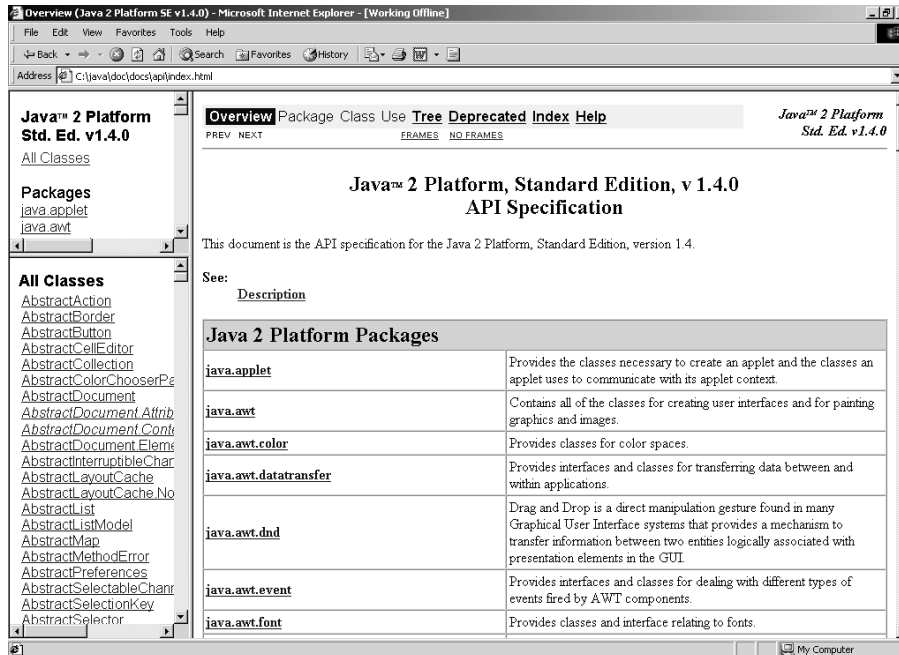 Overview (Java 2 Platform SE v1.4.0) - Microsoft Internet Explorer - [Working Offline]
File Edit View Favorites Tools Help
Back Search Favorites History
Address C:\java\doc\docs\api\index.html
Java™ 2 Platform
Std. Ed. v1.4.0
All Classes
Packages
java.applet
java.awt
All Classes
AbstractAction
AbstractBorder
AbstractButton
AbstractCellEditor
AbstractCollection
AbstractColorChooserPa
AbstractDocument
AbstractDocument.Attrib
AbstractDocument.Conte
AbstractDocument.Eleme
AbstractInterruptibleChan
AbstractLayoutCache
AbstractLayoutCache.No
AbstractList
AbstractListModel
AbstractMap
AbstractMethodError
AbstractPreferences
AbstractSelectableChann
AbstractSelectionKey
AbstractSelector
Overview Package Class Use Tree Deprecated Index Help
PREV NEXT FRAMES NO FRAMES
Java™ 2 Platform
Std. Ed. v1.4.0
Java™ 2 Platform, Standard Edition, v 1.4.0
API Specification
This document is the API specification for the Java 2 Platform, Standard Edition, version 1.4.
See:
Description
Java 2 Platform Packages
java.applet
Provides the classes necessary to create an applet and the classes an
applet uses to communicate with its applet context.
java.awt
Contains all of the classes for creating user interfaces and for painting
graphics and images.
java.awt.color
Provides classes for color spaces.
java.awt.datatransfer
Provides interfaces and classes for transferring data between and
within applications.
java.awt.dnd
Drag and Drop is a direct manipulation gesture found in many
Graphical User Interface systems that provides a mechanism to
transfer information between two entities logically associated with
presentation elements in the GUI.
java.awt.event
Provides interfaces and classes for dealing with different types of
events fired by AWT components.
java.awt.font
Provides classes and interface relating to fonts.
My Computer